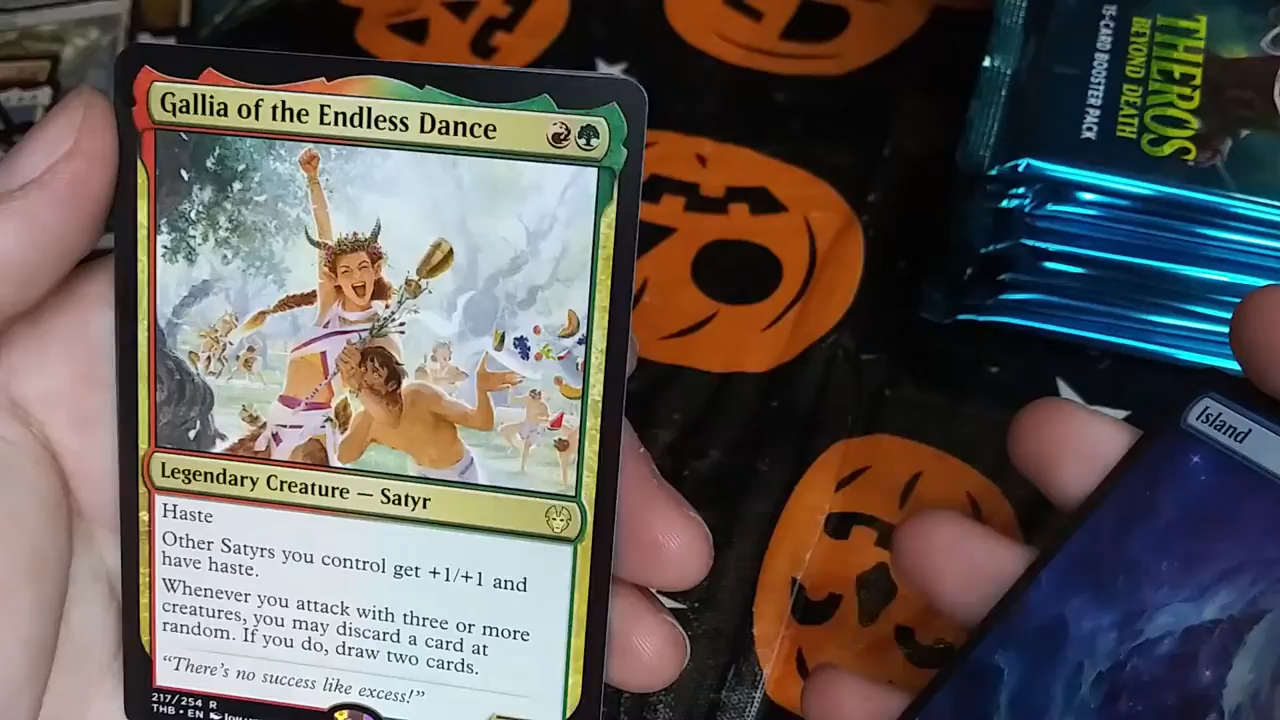 Gallia of the Endless Dance
Legendary Creature — Satyr
Haste
Other Satyrs you control get +1/+1 and
have haste.
Whenever you attack with three or more
creatures, you may discard a card at
random. If you do, draw two cards.
“There’s no success like excess!”
217/254 R
THB • EN
THEROS
BEYOND DEATH
15-CARD BOOSTER PACK
Island